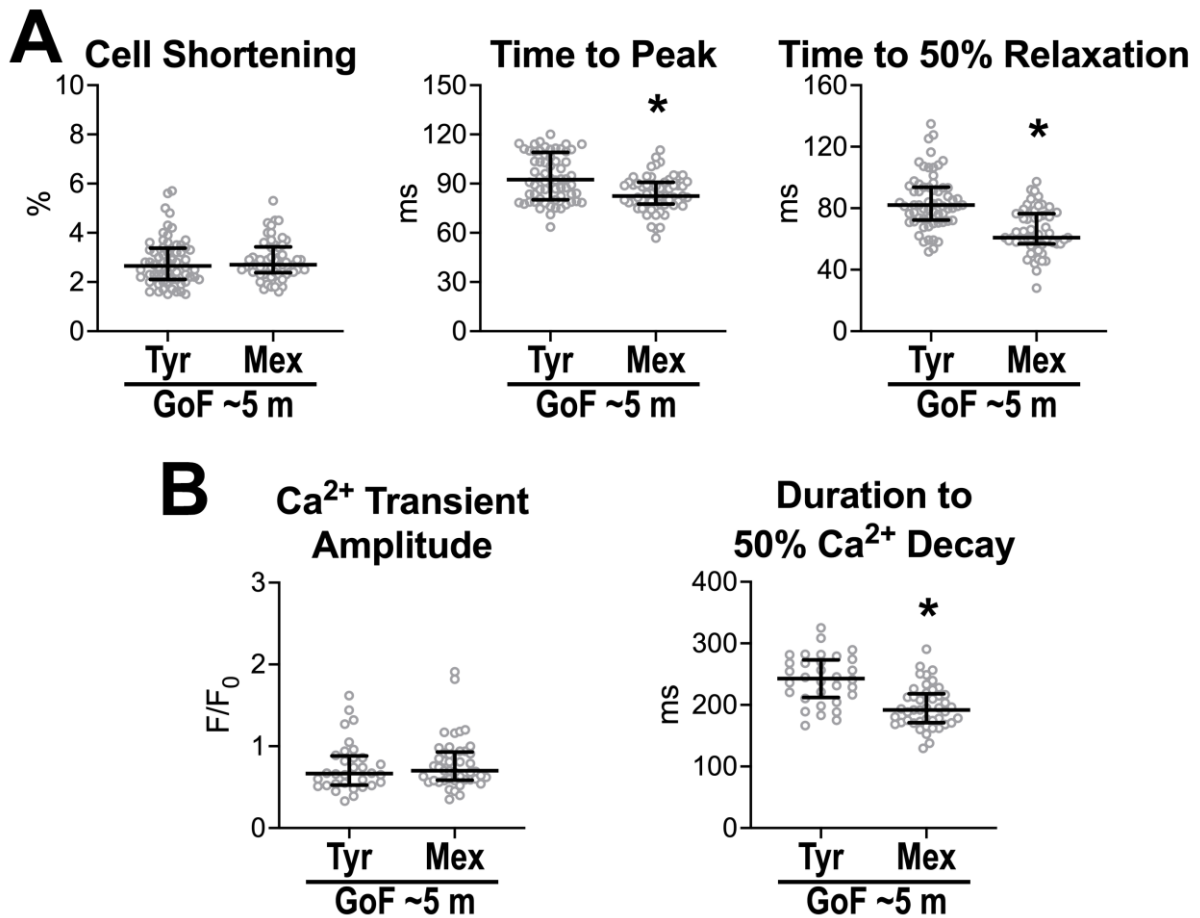 A
Cell Shortening
%
10
8
6
4
2
0
Tyr Mex
GoF ~5 m
Time to Peak
ms
150
120
90
60
30
0
*
Tyr Mex
GoF ~5 m
Time to 50% Relaxation
ms
160
120
80
40
0
*
Tyr Mex
GoF ~5 m
B
Ca²⁺ Transient
Amplitude
F/F₀
3
2
1
0
Tyr Mex
GoF ~5 m
Duration to
50% Ca²⁺ Decay
ms
400
300
200
100
0
*
Tyr Mex
GoF ~5 m